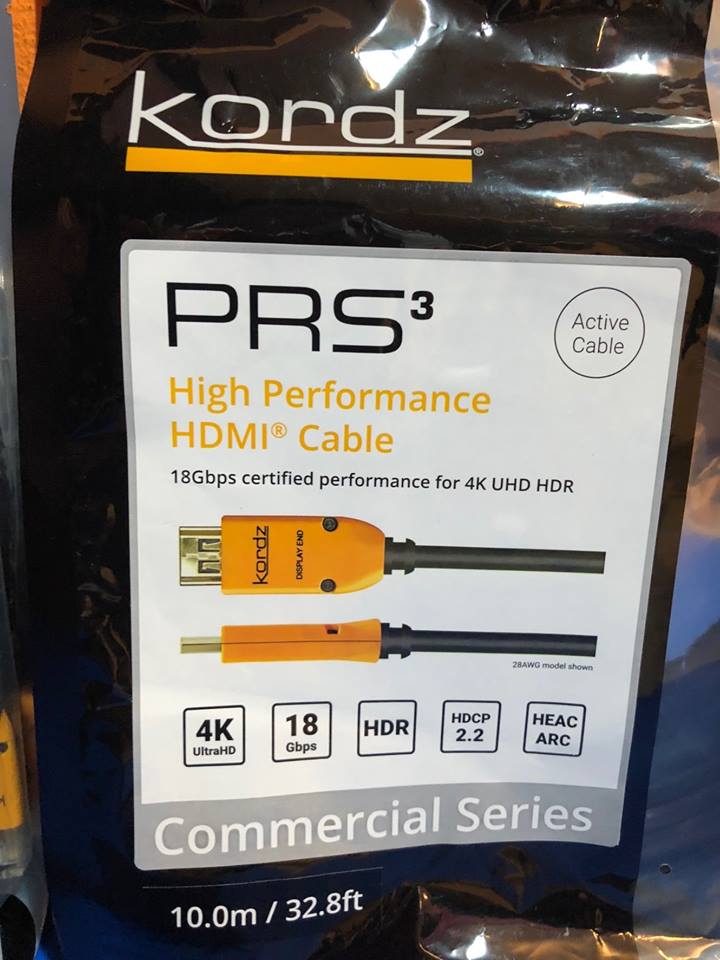 kordz®
PRS³
Active
Cable
High Performance
HDMI® Cable
18Gbps certified performance for 4K UHD HDR
kordz
DISPLAY END
28AWG model shown
4K
UltraHD
18
Gbps
HDR
HDCP
2.2
HEAC
ARC
Commercial Series
10.0m / 32.8ft